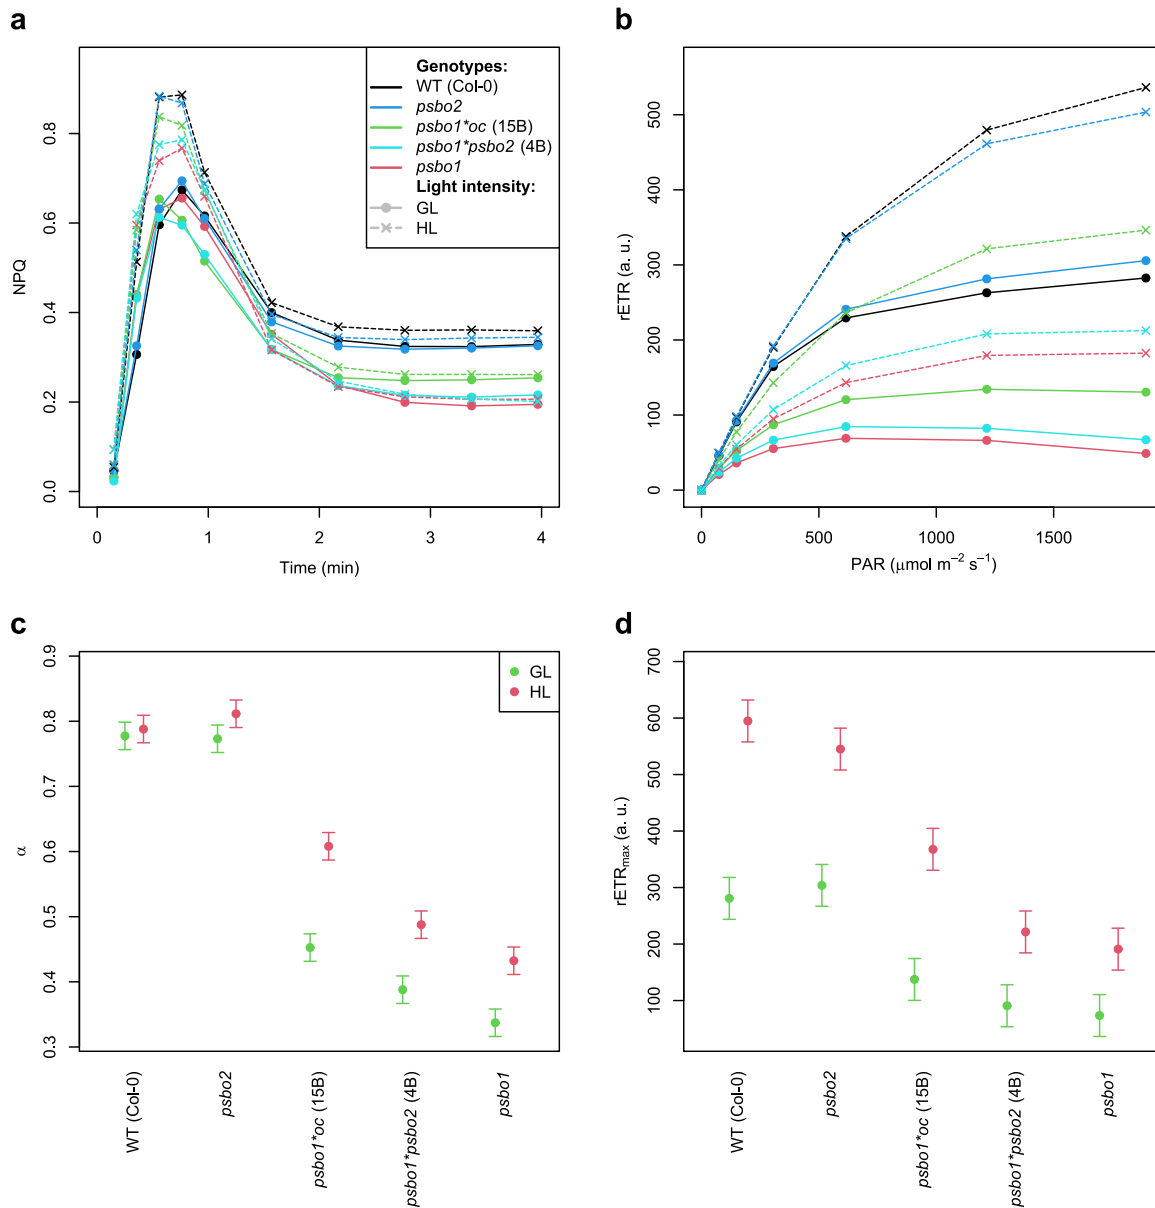 a
NPQ
0.0
0.2
0.4
0.6
0.8
0
1
2
3
4
Time (min)
Genotypes:
WT (Col-0)
psbo2
psbo1*oc (15B)
psbo1*psbo2 (4B)
psbo1
Light intensity:
GL
HL
b
rETR (a. u.)
0
100
200
300
400
500
0
500
1000
1500
PAR (μmol m⁻² s⁻¹)
c
α
0.3
0.4
0.5
0.6
0.7
0.8
0.9
GL
HL
WT (Col-0)
psbo2
psbo1*oc (15B)
psbo1*psbo2 (4B)
psbo1
d
rETRmax (a. u.)
100
200
300
400
500
600
700
WT (Col-0)
psbo2
psbo1*oc (15B)
psbo1*psbo2 (4B)
psbo1